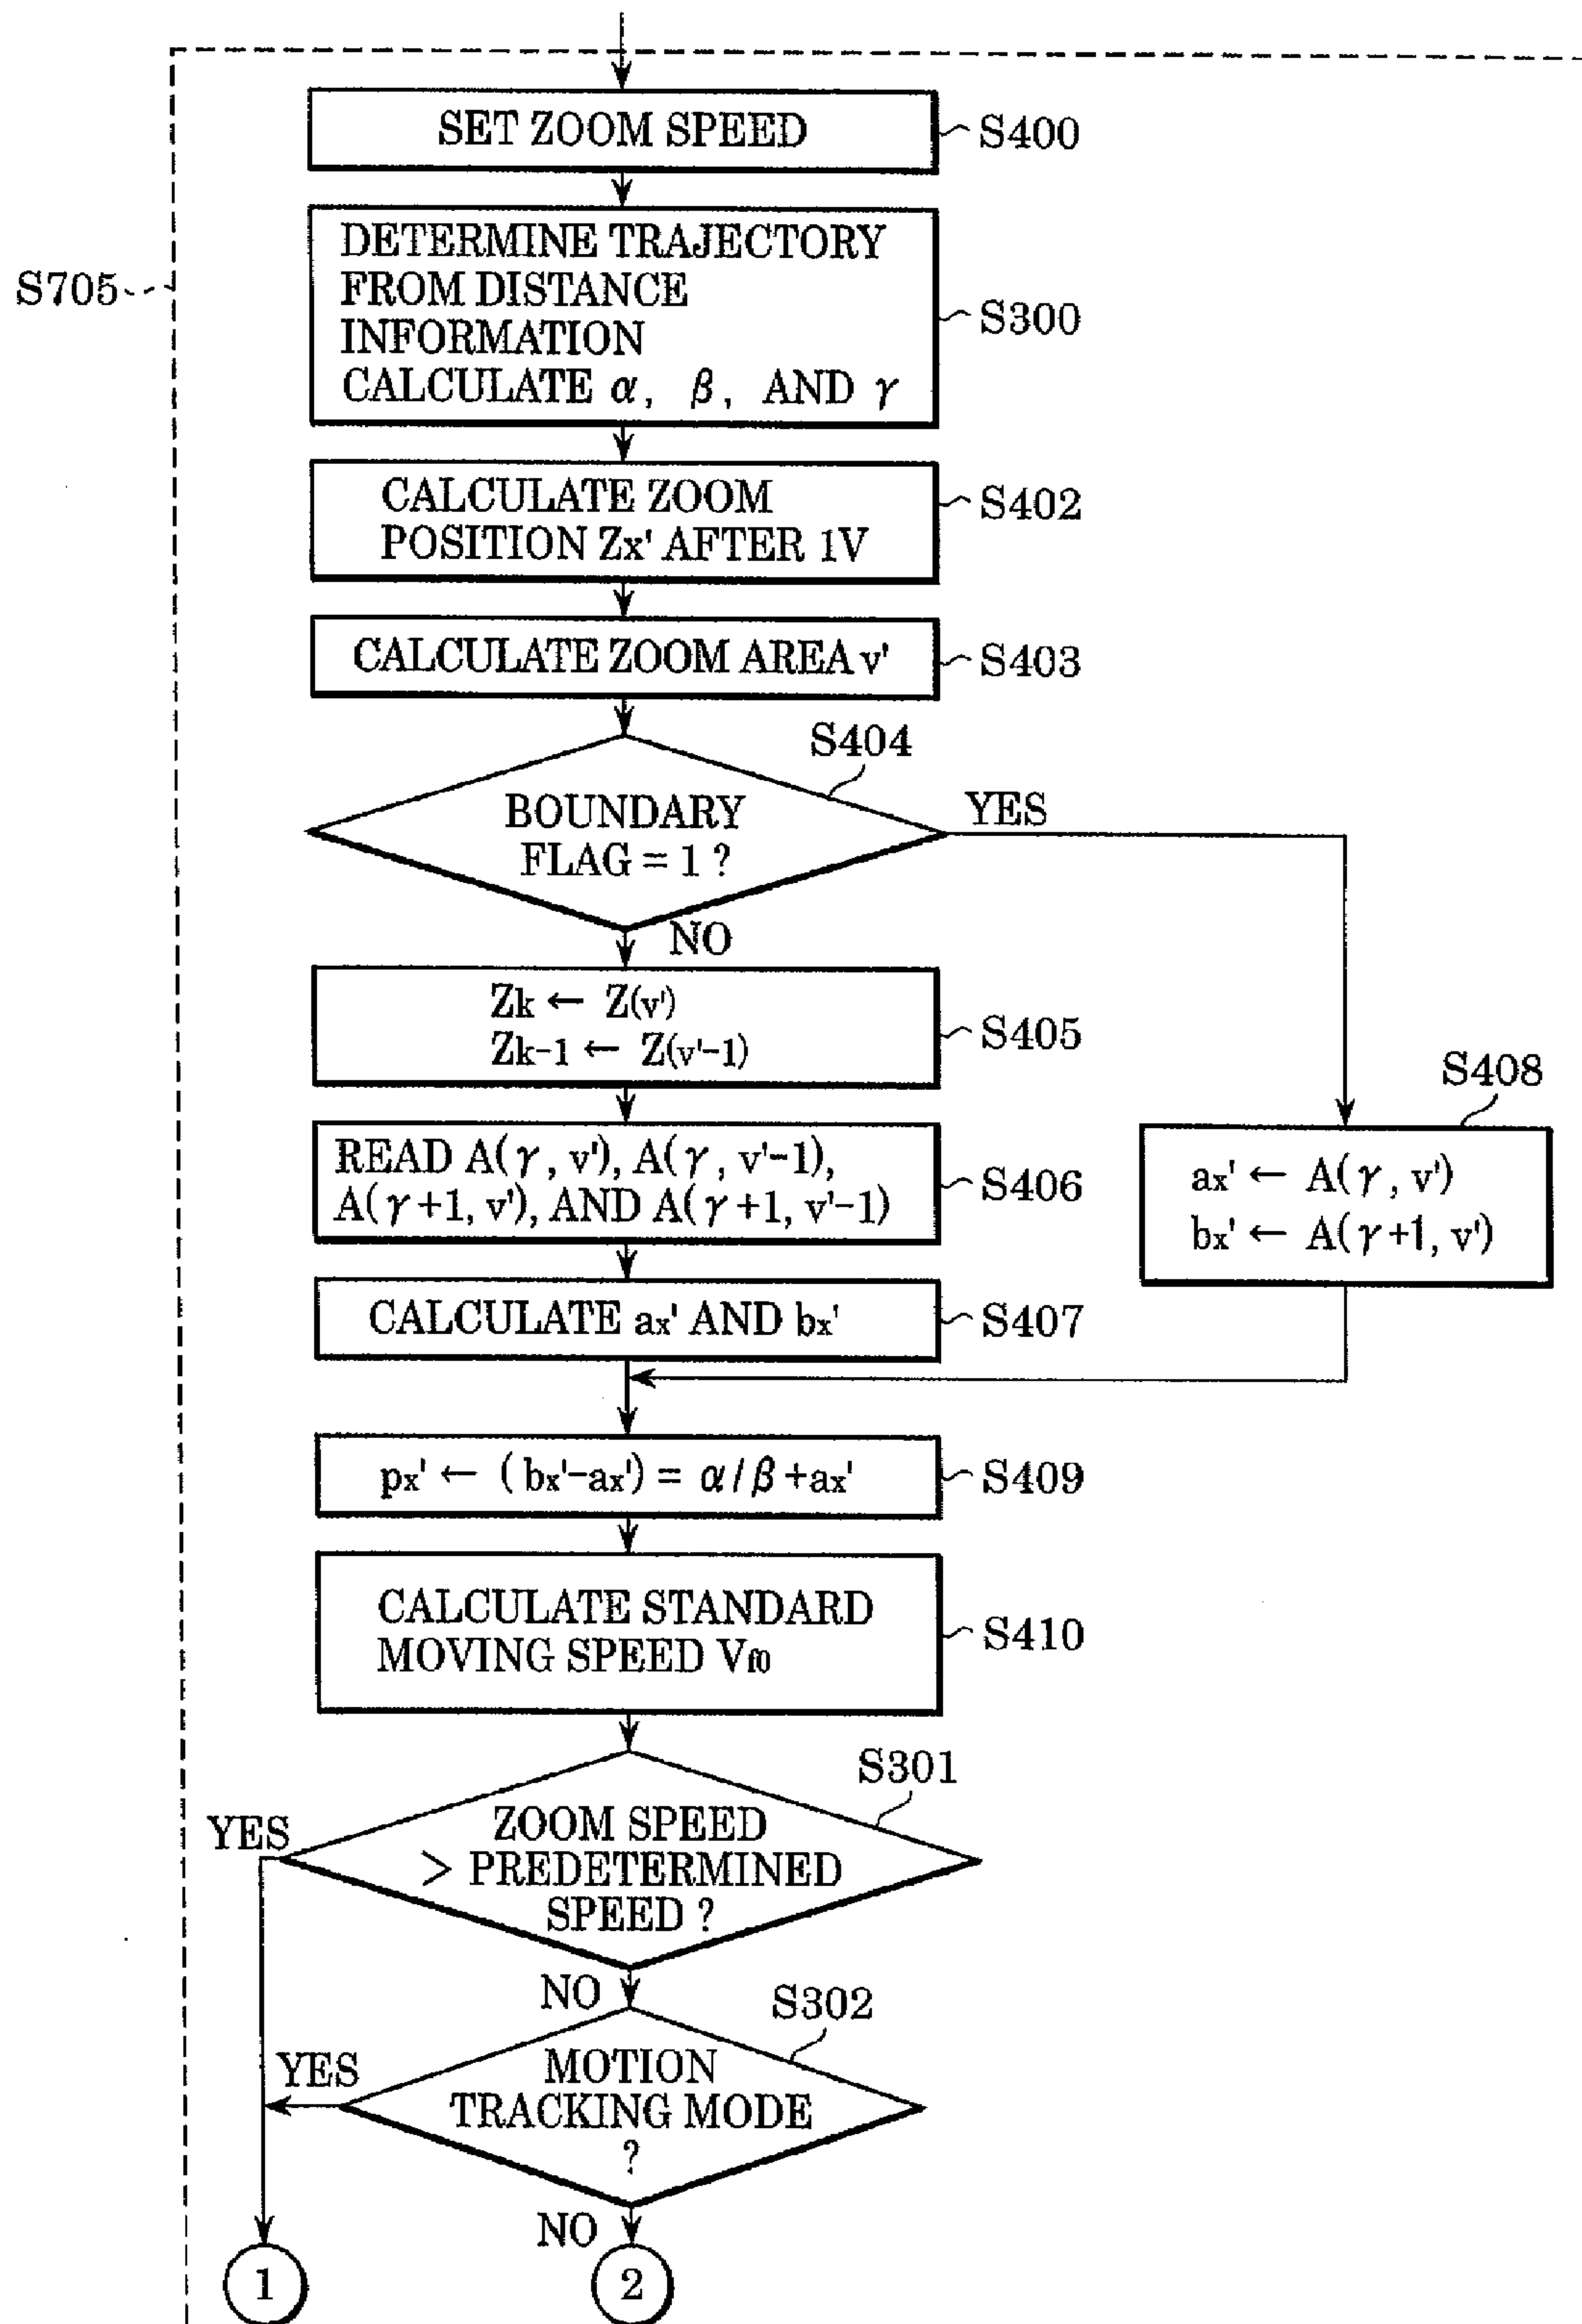 SET ZOOM SPEED
S400
S705
DETERMINE TRAJECTORY
FROM DISTANCE
INFORMATION
CALCULATE α, β, AND γ
S300
CALCULATE ZOOM
POSITION Zx' AFTER 1V
S402
CALCULATE ZOOM AREA v'
S403
S404
BOUNDARY
FLAG = 1 ?
YES
NO
Zk ← Z(v')
Zk-1 ← Z(v'-1)
S405
READ A(γ, v'), A(γ, v'-1),
A(γ+1, v'), AND A(γ+1, v'-1)
S406
S408
ax' ← A(γ, v')
bx' ← A(γ+1, v')
CALCULATE ax' AND bx'
S407
px' ← (bx'-ax') = α/β+ax'
S409
CALCULATE STANDARD
MOVING SPEED Vf0
S410
S301
YES
ZOOM SPEED
> PREDETERMINED
SPEED ?
NO
S302
YES
MOTION
TRACKING MODE
?
NO
1
2